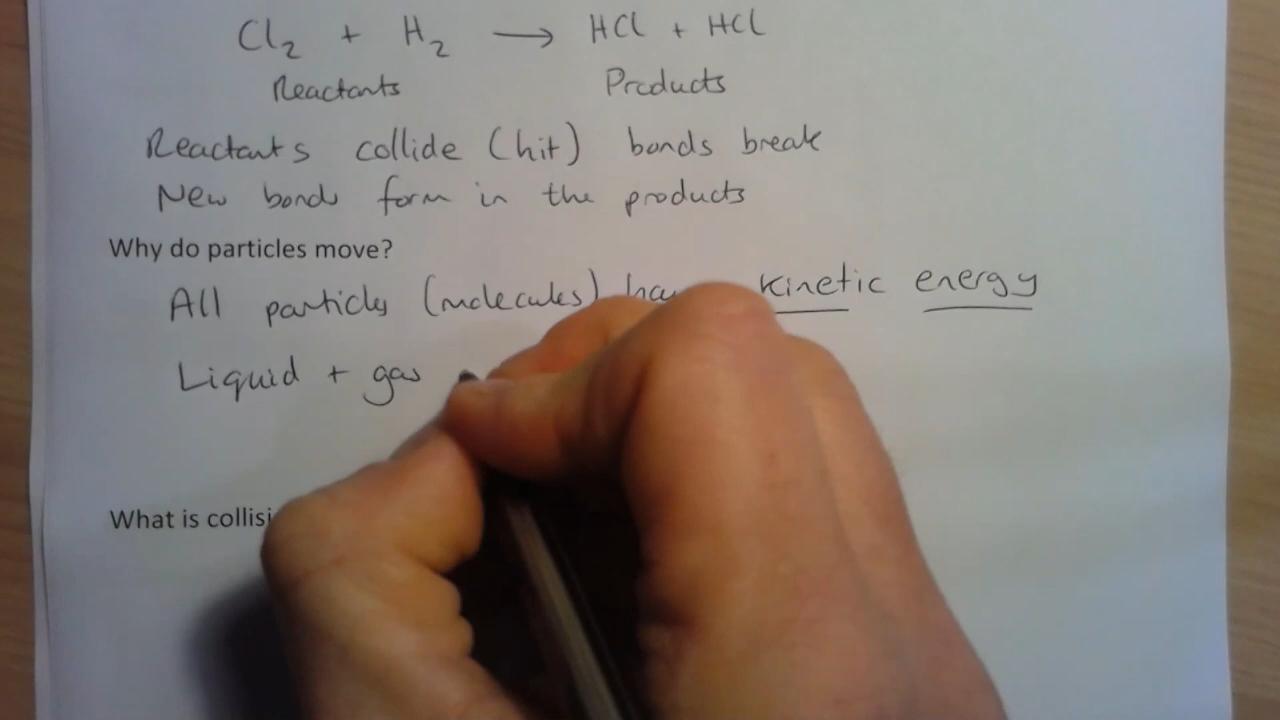 Cl₂ + H₂ → HCl + HCl
Reactants Products
Reactants collide (hit) bonds break
New bonds form in the products
Why do particles move?
All particles (molecules) kinetic energy
Liquid + gas
What is